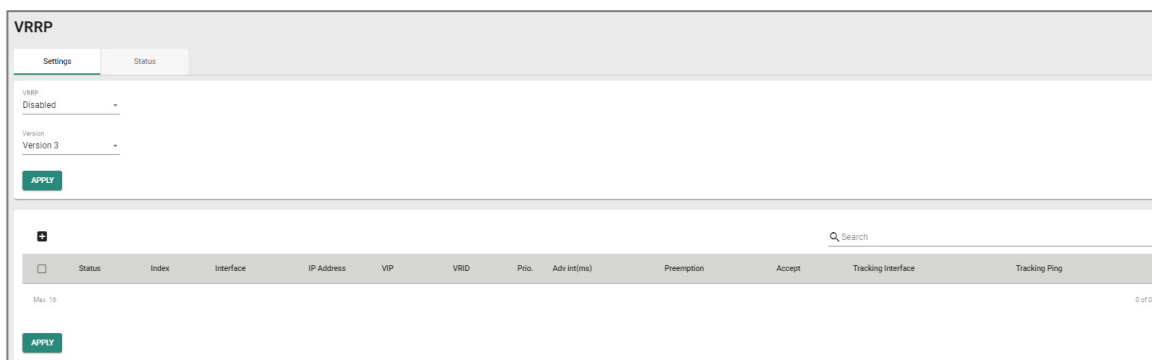 VRRP
Settings Status
VRRP
Disabled
Version
Version 3
APPLY
Search
Status Index Interface IP Address VIP VRID Prio. Adv int(ms) Preemption Accept Tracking Interface Tracking Ping
Max. 16 0 of 0
APPLY